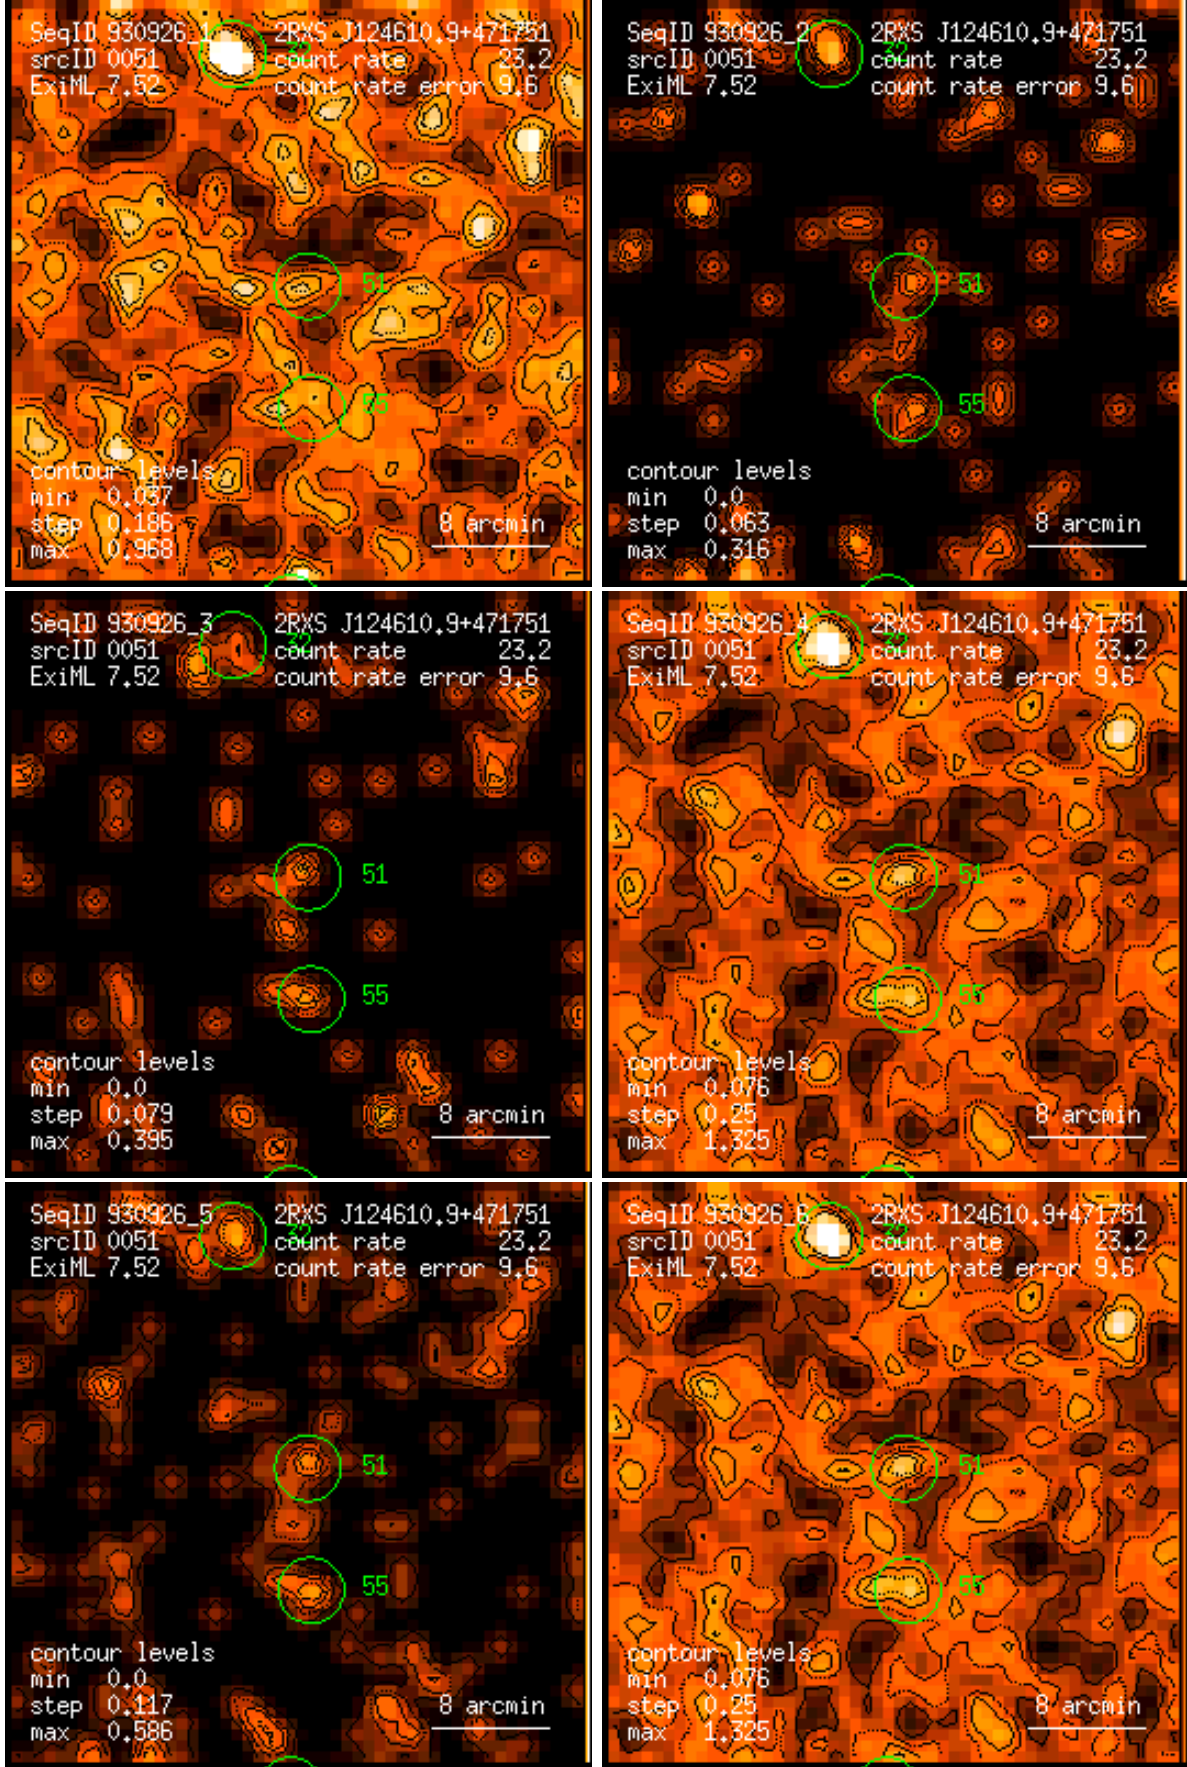 SeqID 930926_1 2RXS J124610.9+471751
srcID 0051 32 count rate 23.2
ExiML 7.52 count rate error 9.6
51
55
contour levels
min 0.037
step 0.186 8 arcmin
max 0.968
SeqID 930926_2 2RXS J124610.9+471751
srcID 0051 32 count rate 23.2
ExiML 7.52 count rate error 9.6
51
55
contour levels
min 0.0
step 0.063 8 arcmin
max 0.316
SeqID 930926_3 2RXS J124610.9+471751
srcID 0051 32 count rate 23.2
ExiML 7.52 count rate error 9.6
51
55
contour levels
min 0.0
step 0.079 8 arcmin
max 0.395
SeqID 930926_4 2RXS J124610.9+471751
srcID 0051 32 count rate 23.2
ExiML 7.52 count rate error 9.6
51
55
contour levels
min 0.076
step 0.25 8 arcmin
max 1.325
SeqID 930926_5 2RXS J124610.9+471751
srcID 0051 32 count rate 23.2
ExiML 7.52 count rate error 9.6
51
55
contour levels
min 0.0
step 0.117 8 arcmin
max 0.586
SeqID 930926_6 2RXS J124610.9+471751
srcID 0051 32 count rate 23.2
ExiML 7.52 count rate error 9.6
51
55
contour levels
min 0.076
step 0.25 8 arcmin
max 1.325